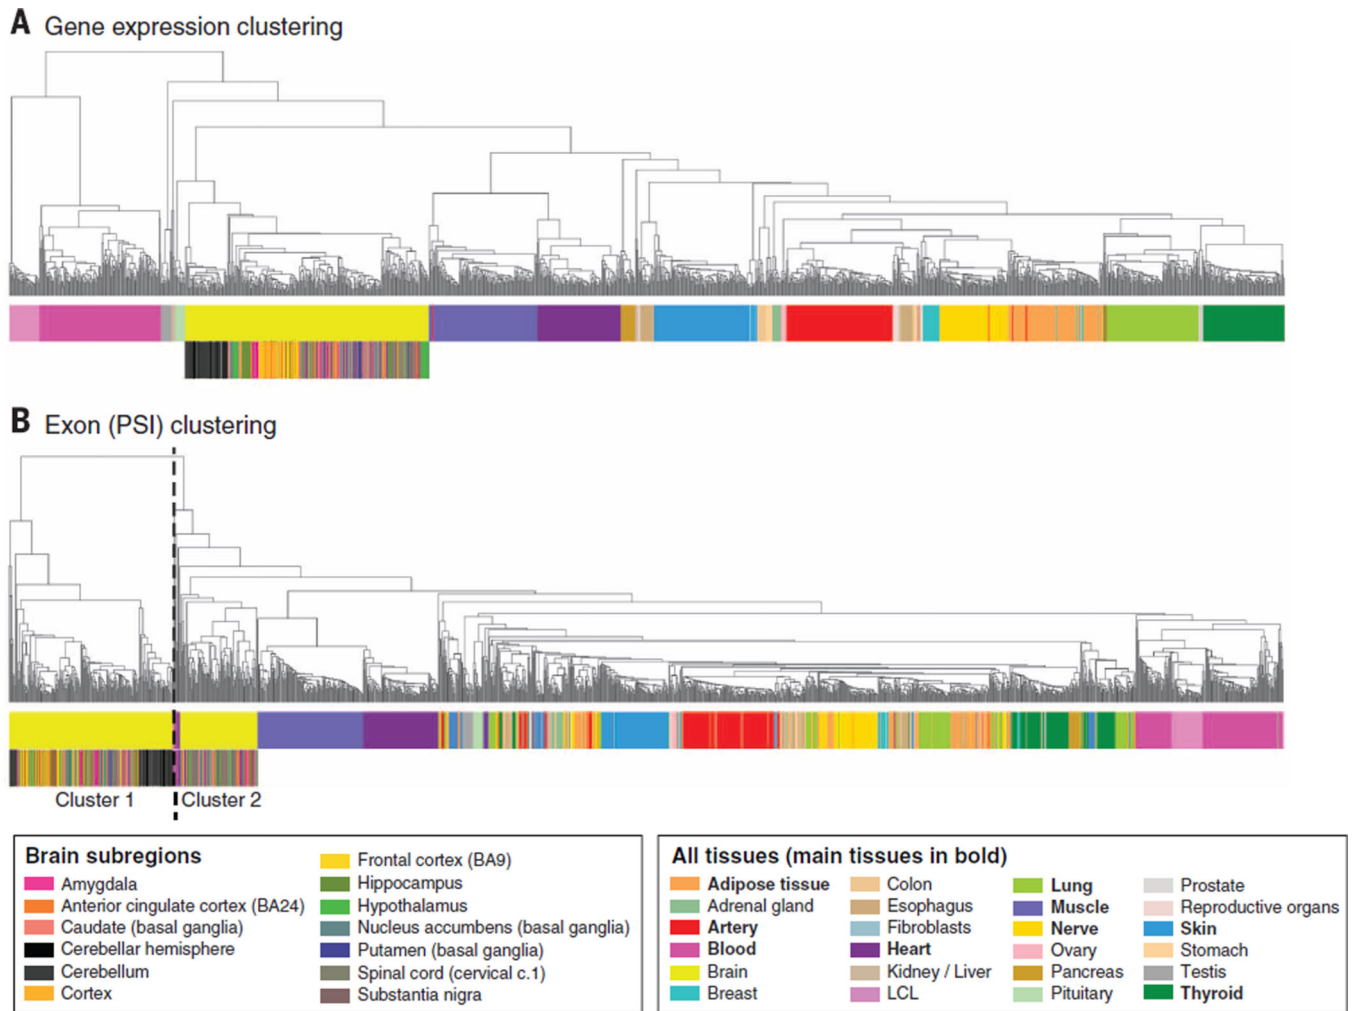 A Gene expression clustering
B Exon (PSI) clustering
Cluster 1
Cluster 2
Brain subregions
Amygdala
Anterior cingulate cortex (BA24)
Caudate (basal ganglia)
Cerebellar hemisphere
Cerebellum
Cortex
Frontal cortex (BA9)
Hippocampus
Hypothalamus
Nucleus accumbens (basal ganglia)
Putamen (basal ganglia)
Spinal cord (cervical c.1)
Substantia nigra
All tissues (main tissues in bold)
Adipose tissue
Adrenal gland
Artery
Blood
Brain
Breast
Colon
Esophagus
Fibroblasts
Heart
Kidney / Liver
LCL
Lung
Muscle
Nerve
Ovary
Pancreas
Pituitary
Prostate
Reproductive organs
Skin
Stomach
Testis
Thyroid